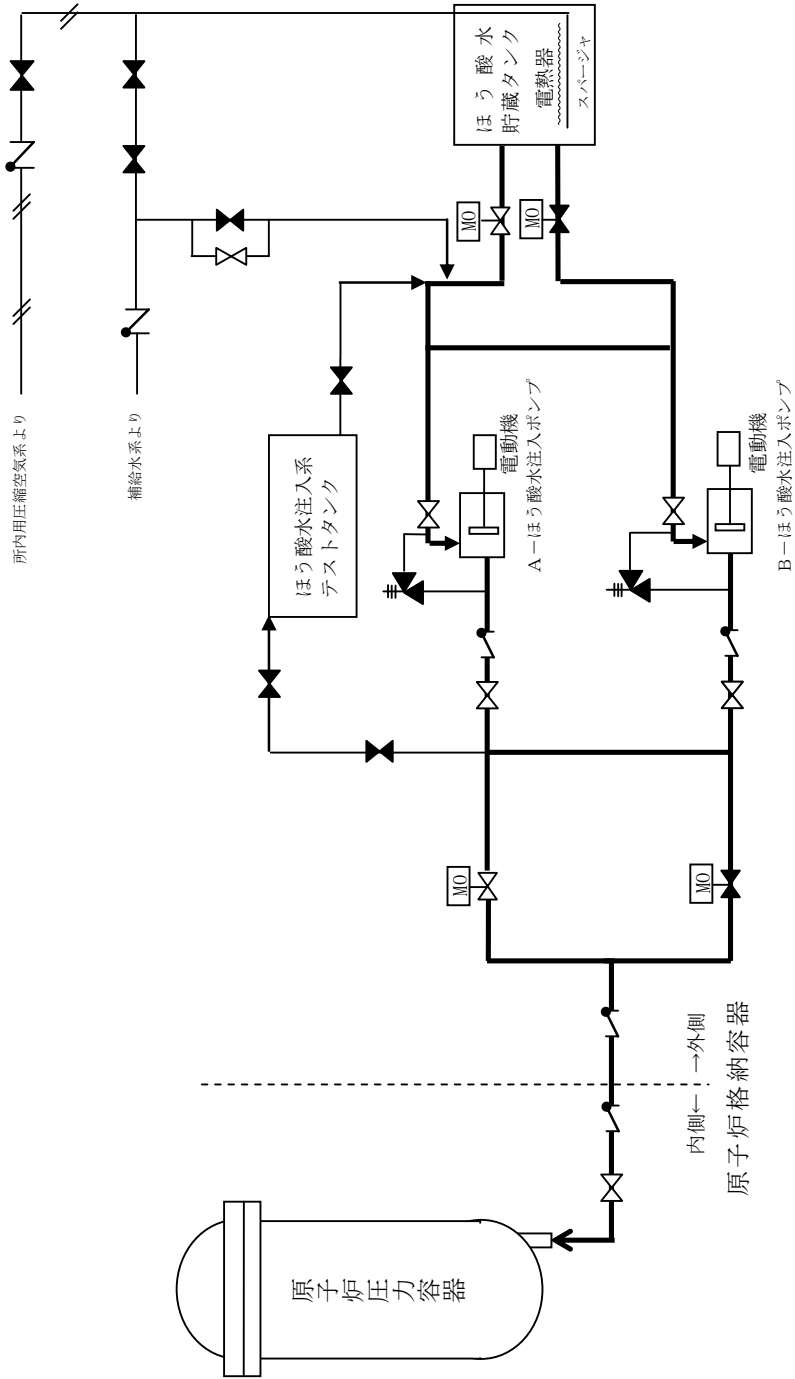 所内用圧縮空気系より
補給水系より
ほう酸水
貯蔵タンク
電熱器
スパージャ
MO
MO
ほう酸水注入系
テストタンク
電動機
A-ほう酸水注入ポンプ
電動機
B-ほう酸水注入ポンプ
MO
MO
内側← →外側
原子炉格納容器
原子炉圧力容器